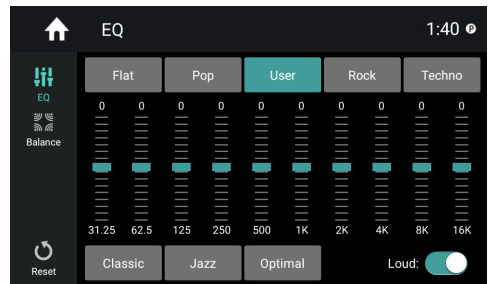 EQ 1:40 P
Flat Pop User Rock Techno
EQ
0 0 0 0 0 0 0 0 0 0
Balance
31.25 62.5 125 250 500 1K 2K 4K 8K 16K
Reset
Classic Jazz Optimal Loud: